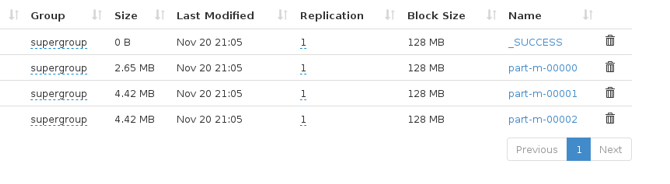 Group Size Last Modified Replication Block Size Name
supergroup 0 B Nov 20 21:05 1 128 MB _SUCCESS
supergroup 2.65 MB Nov 20 21:05 1 128 MB part-m-00000
supergroup 4.42 MB Nov 20 21:05 1 128 MB part-m-00001
supergroup 4.42 MB Nov 20 21:05 1 128 MB part-m-00002
Previous 1 Next